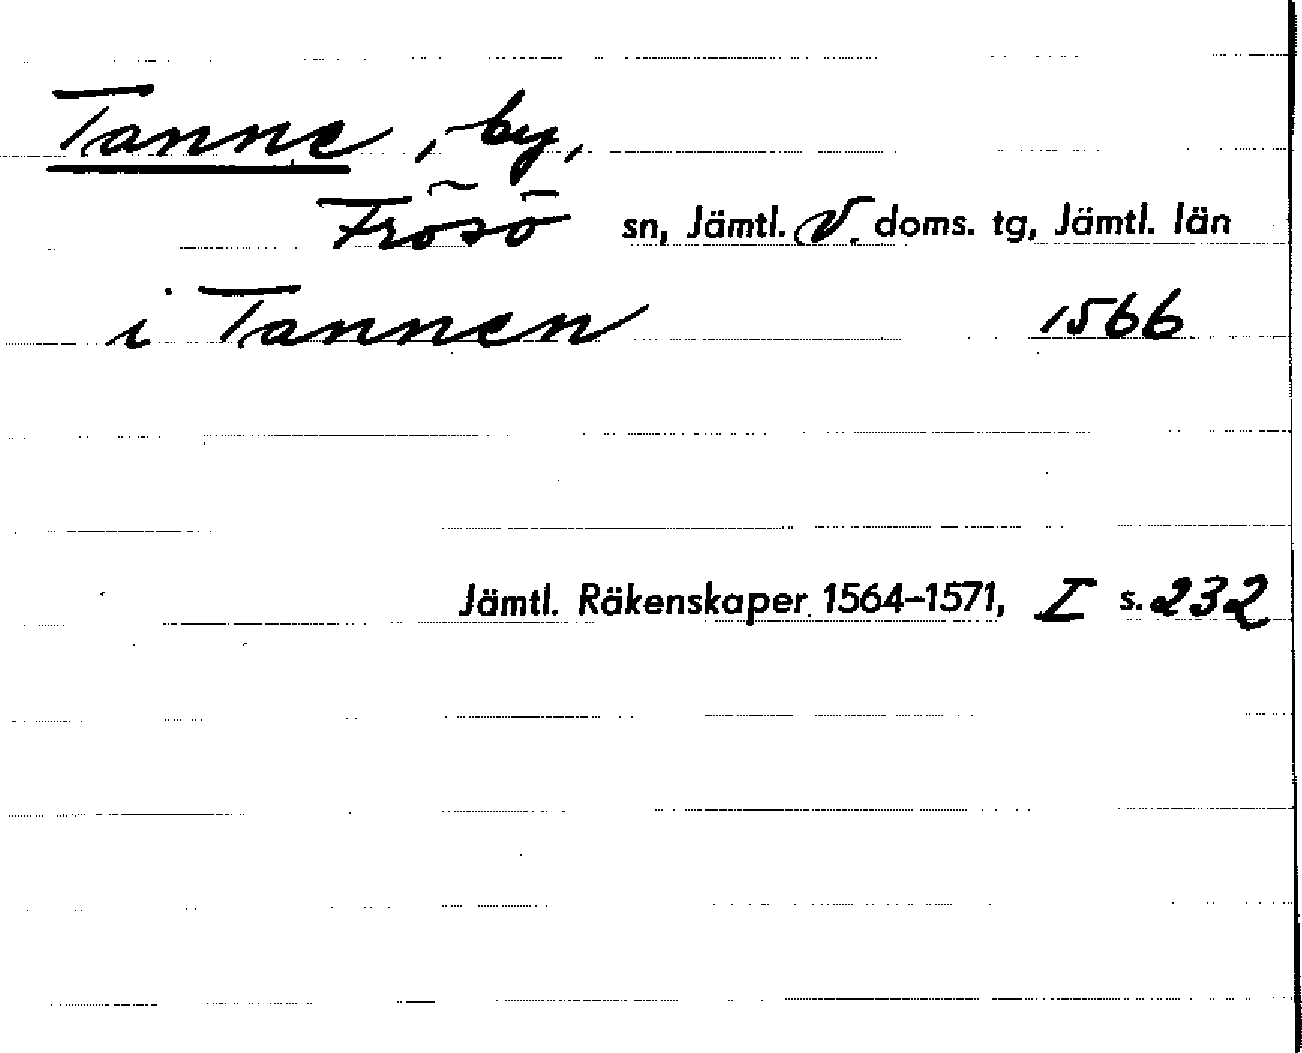 Tanne, by,
Frösö sn, Jämtl. V. doms. tg, Jämtl. län
i Tannen 1566
Jämtl. Räkenskaper 1564–1571, I s. 232